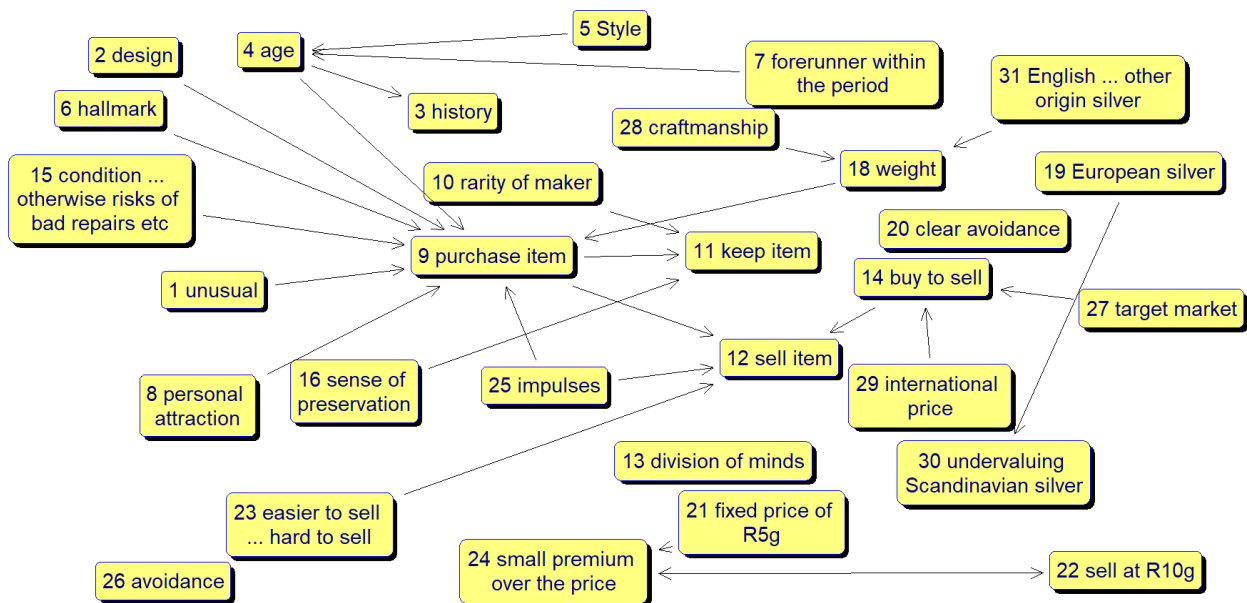 5 Style
2 design
4 age
7 forerunner within
the period
31 English ... other
origin silver
6 hallmark
3 history
28 craftmanship
15 condition ...
otherwise risks of
bad repairs etc
10 rarity of maker
18 weight
19 European silver
20 clear avoidance
9 purchase item
11 keep item
14 buy to sell
1 unusual
27 target market
12 sell item
8 personal
attraction
16 sense of
preservation
25 impulses
29 international
price
13 division of minds
30 undervaluing
Scandinavian silver
23 easier to sell
... hard to sell
21 fixed price of
R5g
24 small premium
over the price
26 avoidance
22 sell at R10g